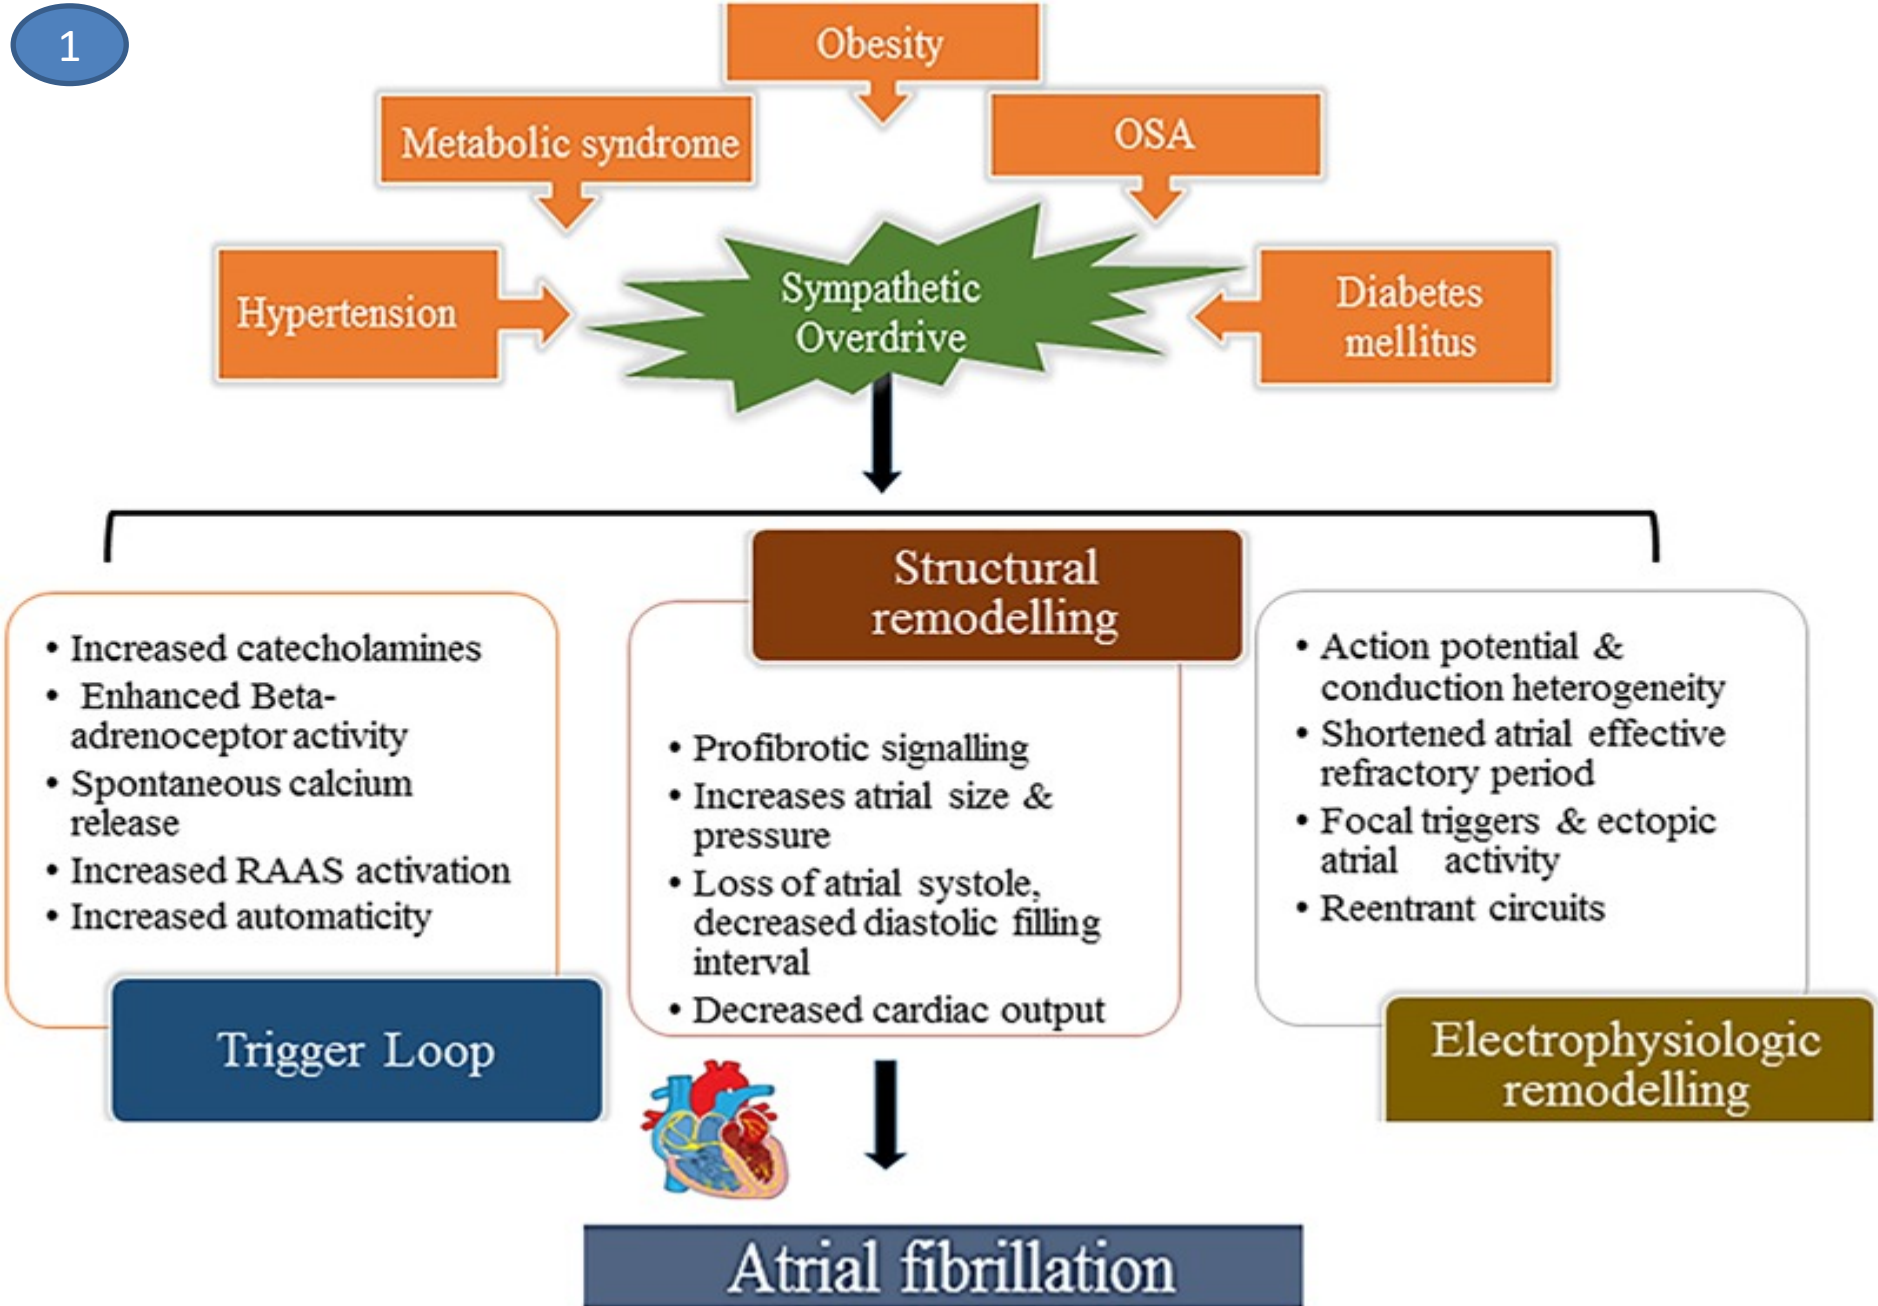 1
Obesity
Metabolic syndrome
OSA
Hypertension
Sympathetic
Overdrive
Diabetes
mellitus
Structural
remodelling
• Increased catecholamines
• Enhanced Beta-
adrenoceptor activity
• Spontaneous calcium
release
• Increased RAAS activation
• Increased automaticity
Trigger Loop
• Profibrotic signalling
• Increases atrial size &
pressure
• Loss of atrial systole,
decreased diastolic filling
interval
• Decreased cardiac output
• Action potential &
conduction heterogeneity
• Shortened atrial effective
refractory period
• Focal triggers & ectopic
atrial activity
• Reentrant circuits
Electrophysiologic
remodelling
Atrial fibrillation